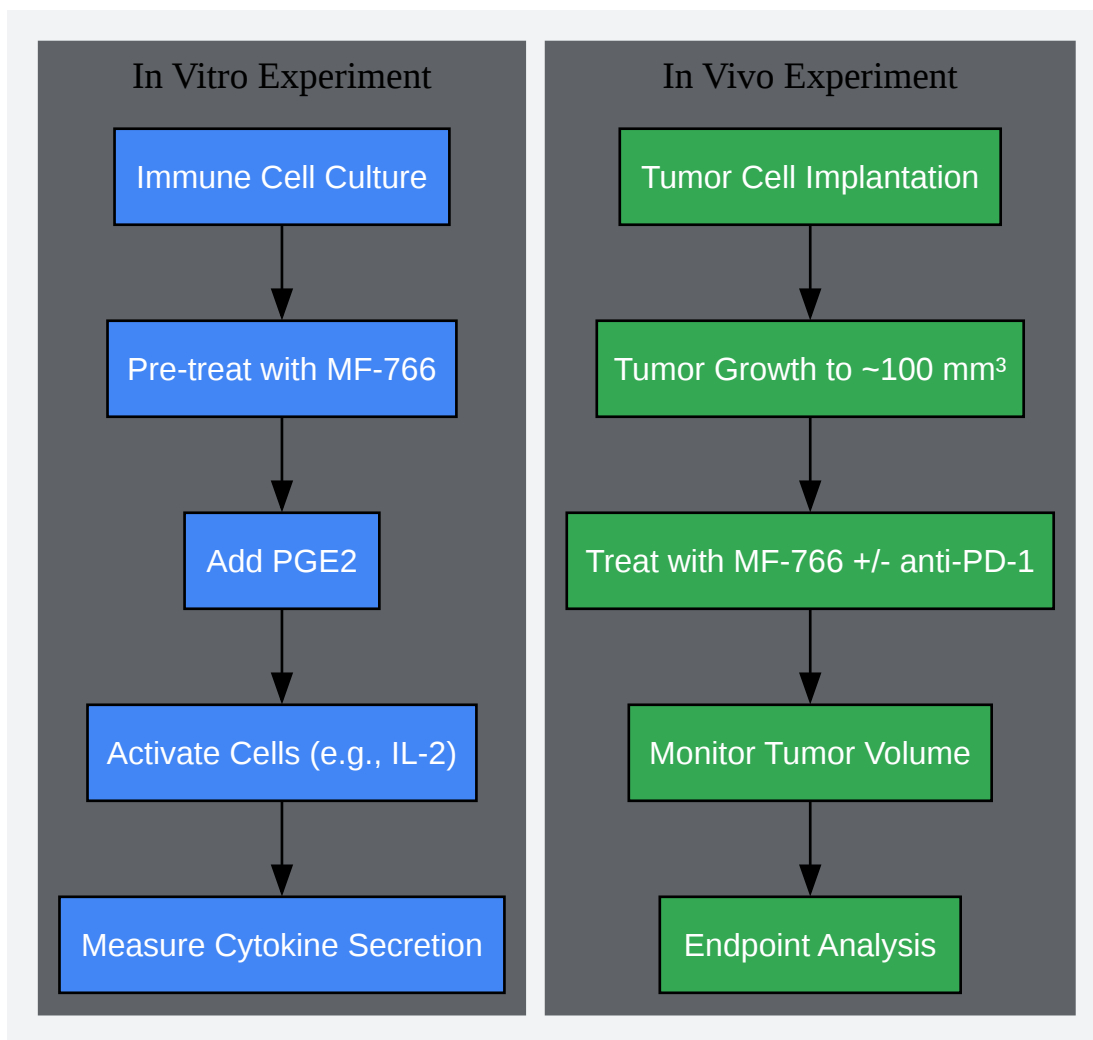 In Vitro Experiment
Immune Cell Culture
Pre-treat with MF-766
Add PGE2
Activate Cells (e.g., IL-2)
Measure Cytokine Secretion
In Vivo Experiment
Tumor Cell Implantation
Tumor Growth to ~100 mm³
Treat with MF-766 +/- anti-PD-1
Monitor Tumor Volume
Endpoint Analysis